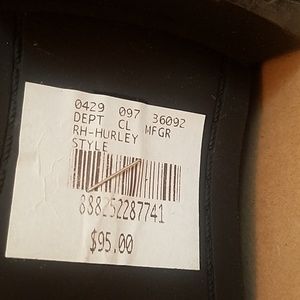 0429 097 36092
DEPT CL MFGR
RH-HURLEY
STYLE
888252287741
$95.00